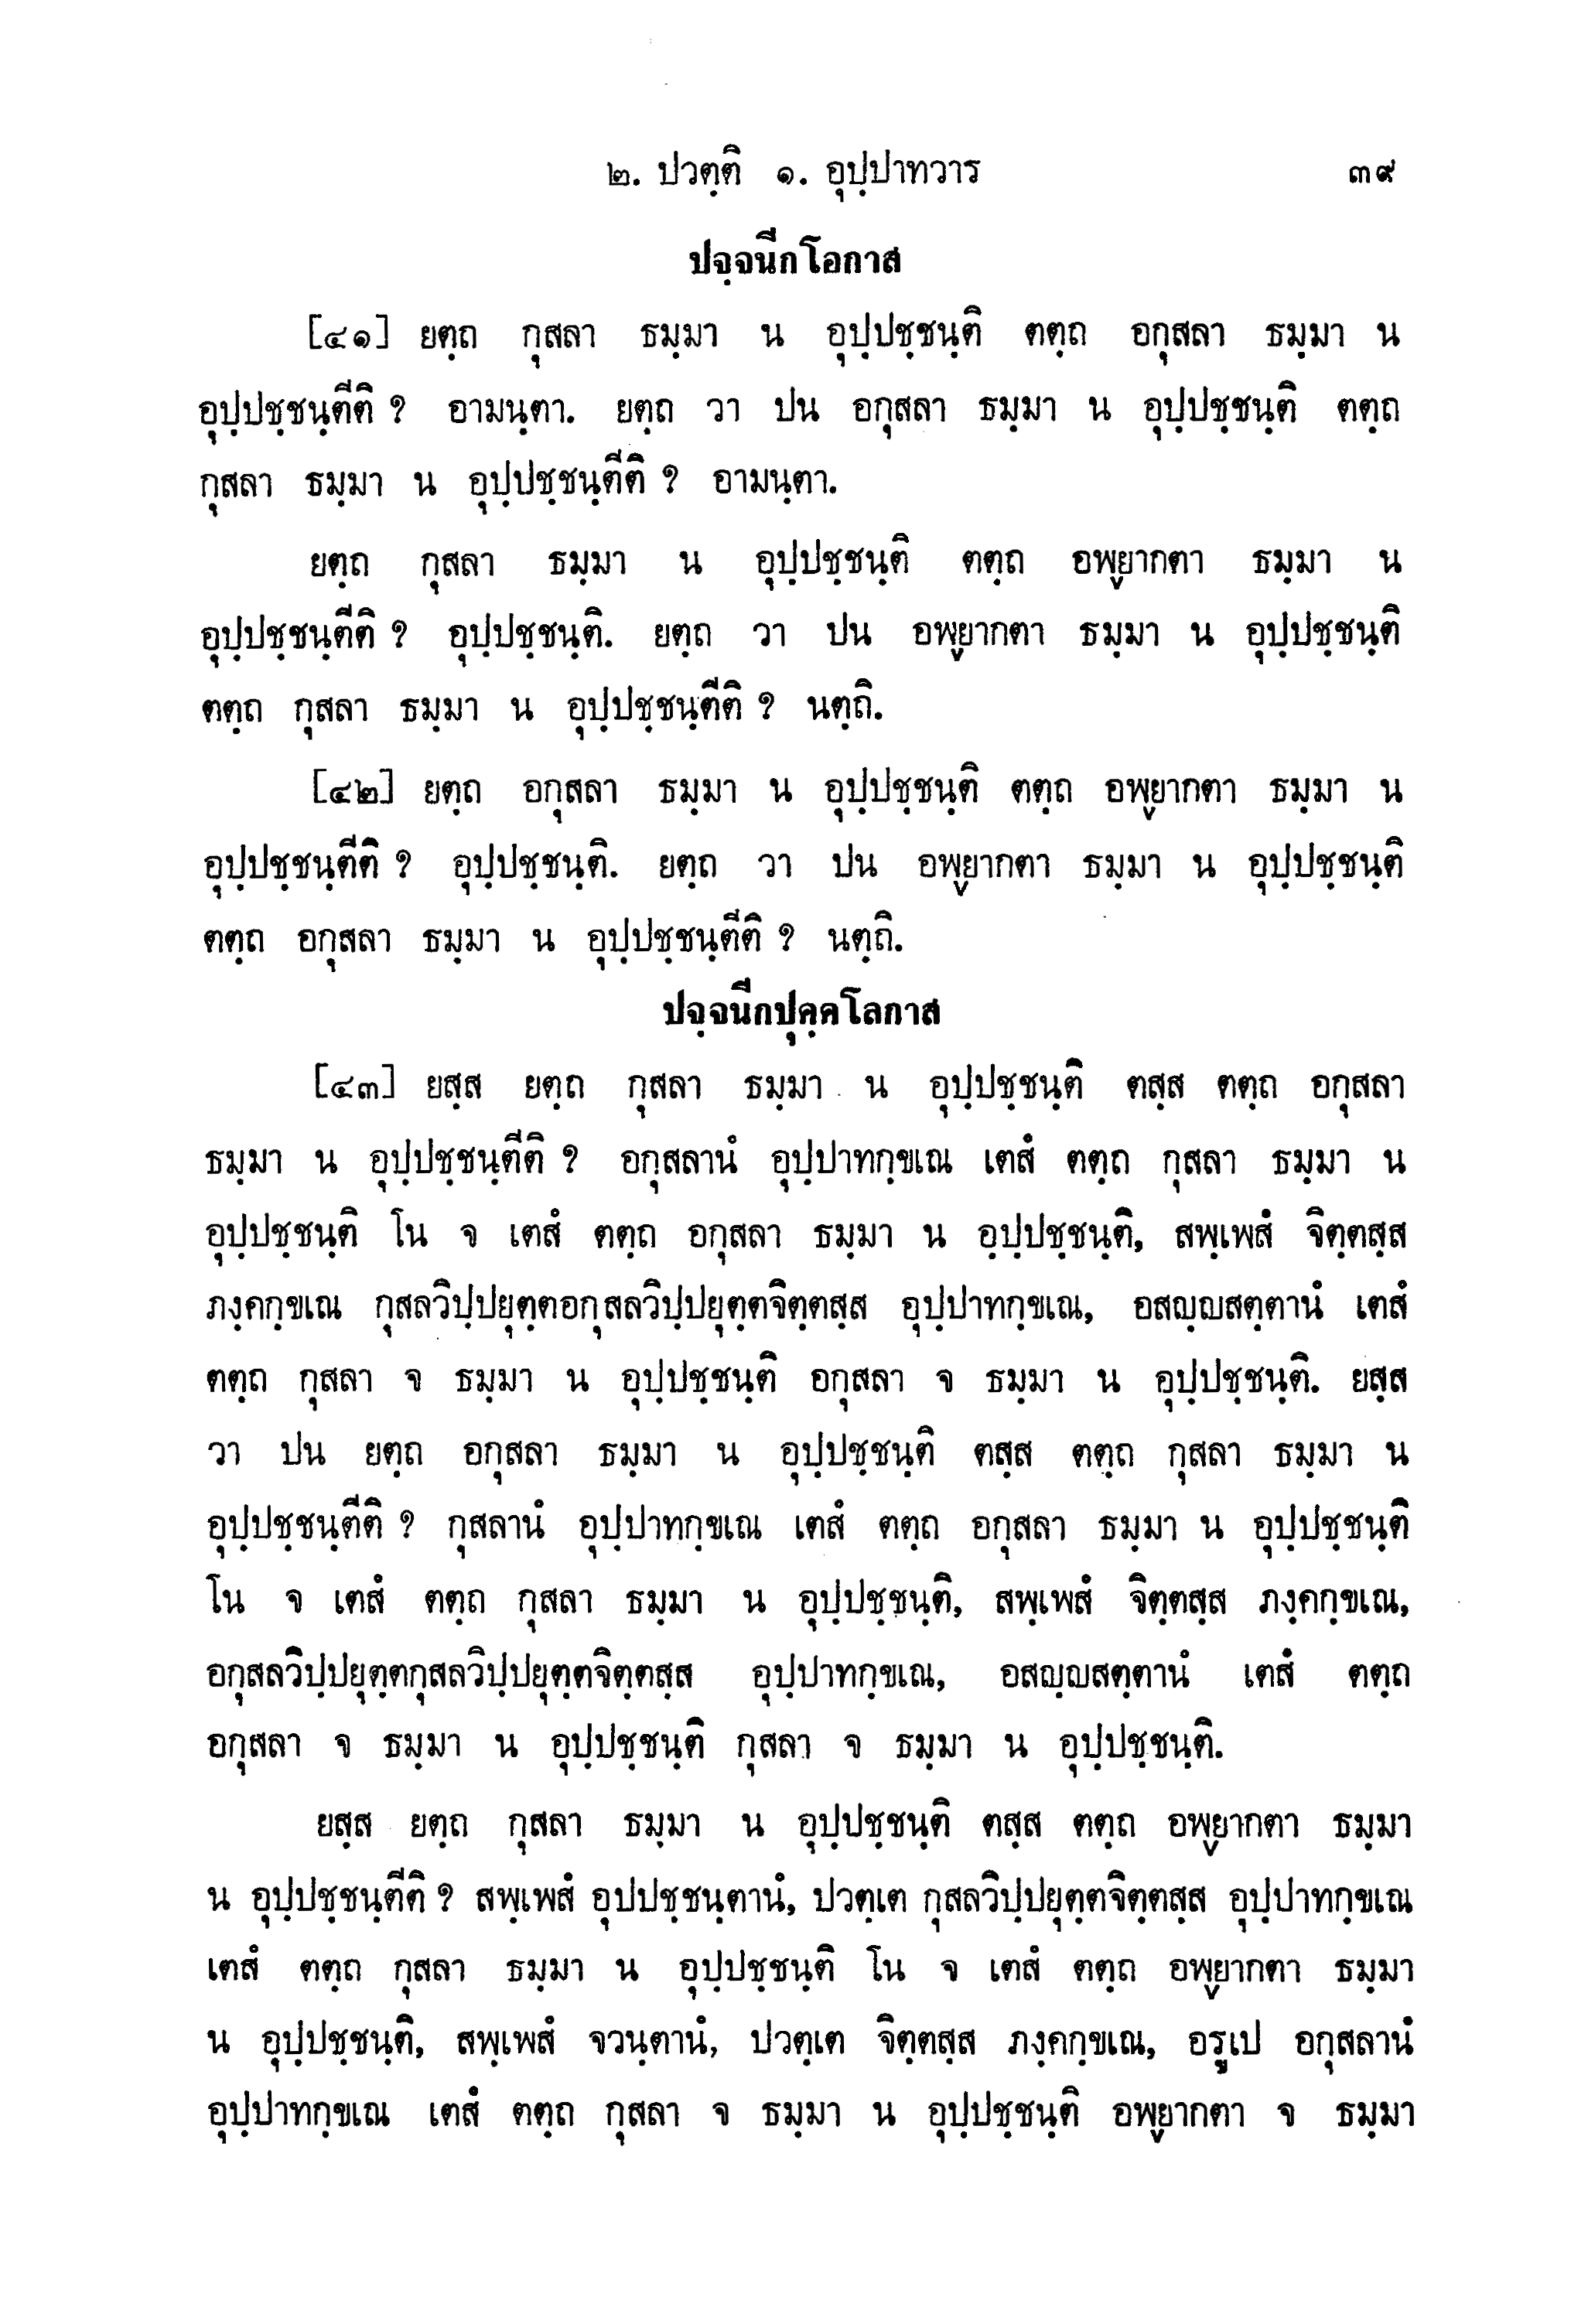 ๒. ปวตฺติ ๑. อุปฺปาทวาร ๓๙
ปจฺจนีกโอกาส
[๔๑] ยตฺถ กุสลา ธมฺมา น อุปฺปชฺชนฺติ ตตฺถ อกุสลา ธมฺมา น
อุปฺปชฺชนฺตีติ ? อามนฺตา. ยตฺถ วา ปน อกุสลา ธมฺมา น อุปฺปชฺชนฺติ ตตฺถ
กุสลา ธมฺมา น อุปฺปชฺชนฺตีติ ? อามนฺตา.
ยตฺถ กุสลา ธมฺมา น อุปฺปชฺชนฺติ ตตฺถ อพฺยากตา ธมฺมา น
อุปฺปชฺชนฺตีติ ? อุปฺปชฺชนฺติ. ยตฺถ วา ปน อพฺยากตา ธมฺมา น อุปฺปชฺชนฺติ
ตตฺถ กุสลา ธมฺมา น อุปฺปชฺชนฺตีติ ? นตฺถิ.
[๔๒] ยตฺถ อกุสลา ธมฺมา น อุปฺปชฺชนฺติ ตตฺถ อพฺยากตา ธมฺมา น
อุปฺปชฺชนฺตีติ ? อุปฺปชฺชนฺติ. ยตฺถ วา ปน อพฺยากตา ธมฺมา น อุปฺปชฺชนฺติ
ตตฺถ อกุสลา ธมฺมา น อุปฺปชฺชนฺตีติ ? นตฺถิ.
ปจฺจนีกปุคฺคโลกาส
[๔๓] ยสฺส ยตฺถ กุสลา ธมฺมา น อุปฺปชฺชนฺติ ตสฺส ตตฺถ อกุสลา
ธมฺมา น อุปฺปชฺชนฺตีติ ? อกุสลานํ อุปฺปาทกฺขเณ เตสํ ตตฺถ กุสลา ธมฺมา น
อุปฺปชฺชนฺติ โน จ เตสํ ตตฺถ อกุสลา ธมฺมา น อฺปฺปชฺชนฺติ, สพฺเพสํ จิตฺตสฺส
ภงฺคกฺขเณ กุสลวิปฺปยุตฺตอกุสลวิปฺปยุตฺตจิตฺตสฺส อุปฺปาทกฺขเณ, อสญฺญสตฺตานํ เตสํ
ตตฺถ กุสลา จ ธมฺมา น อุปฺปชฺชนฺติ อกุสลา จ ธมฺมา น อุปฺปชฺชนฺติ. ยสฺส
วา ปน ยตฺถ อกุสลา ธมฺมา น อุปฺปชฺชนฺติ ตสฺส ตตฺถ กุสลา ธมฺมา น
อุปฺปชฺชนฺตีติ ? กุสลานํ อุปฺปาทกฺขเณ เตสํ ตตฺถ อกุสลา ธมฺมา น อุปฺปชฺชนฺติ
โน จ เตสํ ตตฺถ กุสลา ธมฺมา น อุปฺปชฺชนฺติ, สพฺเพสํ จิตฺตสฺส ภงฺคกฺขเณ,
อกุสลวิปฺปยุตฺตกุสลวิปฺปยุตฺตจิตฺตสฺส อุปฺปาทกฺขเณ, อสญฺญสตฺตานํ เตสํ ตตฺถ
อกุสลา จ ธมฺมา น อุปฺปชฺชนฺติ กุสลา จ ธมฺมา น อุปฺปชฺชนฺติ.
ยสฺส ยตฺถ กุสลา ธมฺมา น อุปฺปชฺชนฺติ ตสฺส ตตฺถ อพฺยากตา ธมฺมา
น อุปฺปชฺชนฺตีติ ? สพฺเพสํ อุปปชฺชนฺตานํ, ปวตฺเต กุสลวิปฺปยุตฺตจิตฺตสฺส อุปฺปาทกฺขเณ
เตสํ ตตฺถ กุสลา ธมฺมา น อุปฺปชฺชนฺติ โน จ เตสํ ตตฺถ อพฺยากตา ธมฺมา
น อุปฺปชฺชนฺติ, สพฺเพสํ จวนฺตานํ, ปวตฺเต จิตฺตสฺส ภงฺคกฺขเณ, อรูเป อกุสลานํ
อุปฺปาทกฺขเณ เตสํ ตตฺถ กุสลา จ ธมฺมา น อุปฺปชฺชนฺติ อพฺยากตา จ ธมฺมา